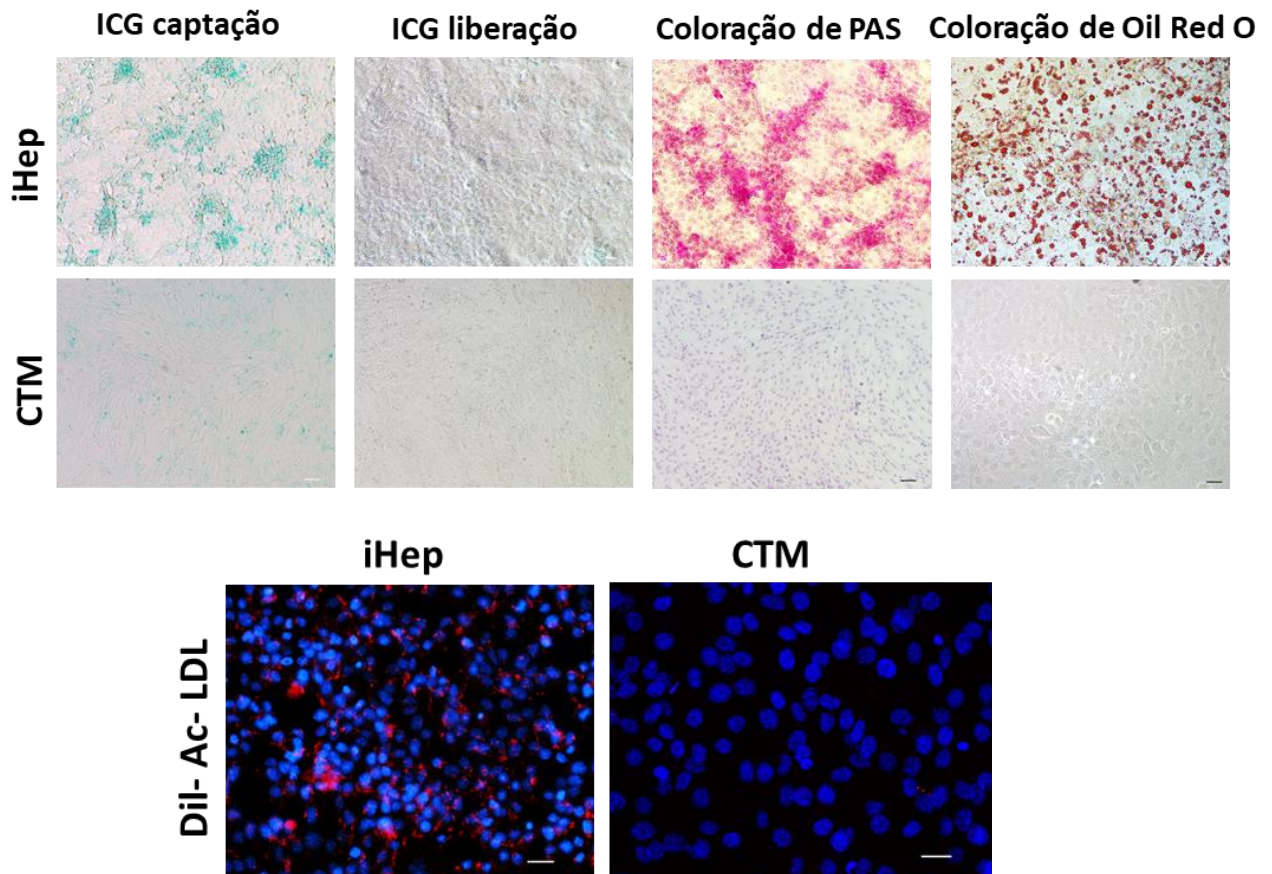 ICG captação
ICG liberação
Coloração de PAS
Coloração de Oil Red O
iHep
CTM
iHep
CTM
Dil- Ac- LDL